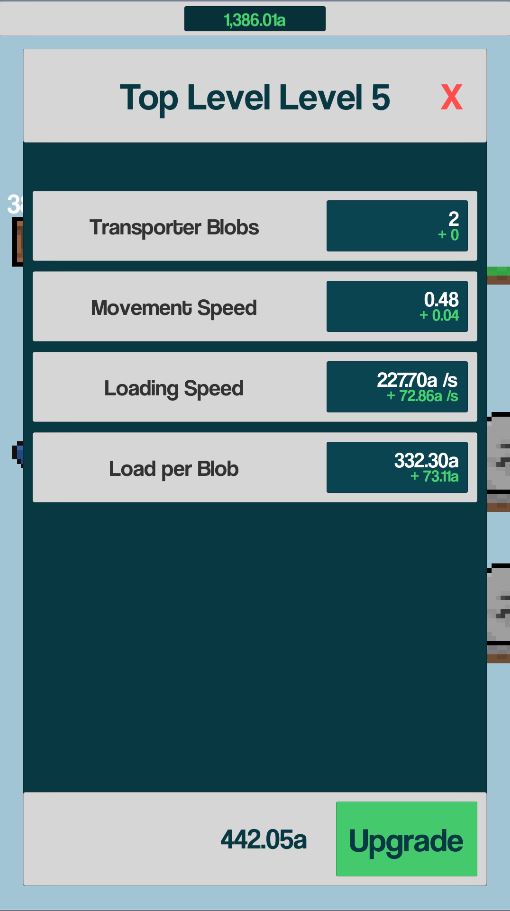 1,386.01a
Top Level Level 5 X
Transporter Blobs 2
+ 0
Movement Speed 0.48
+ 0.04
Loading Speed 227.70a /s
+ 72.86a /s
Load per Blob 332.30a
+ 73.11a
442.05a Upgrade